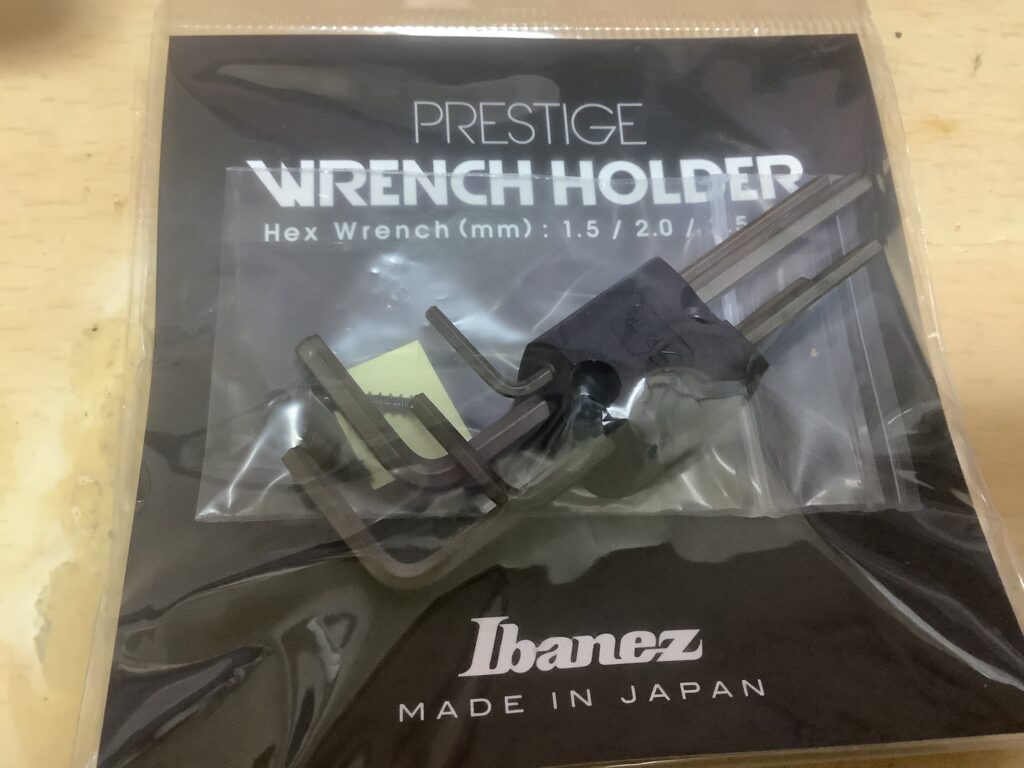 PRESTIGE
WRENCH HOLDER
Hex Wrench (mm) : 1.5 / 2.0 /
Ibanez
MADE IN JAPAN